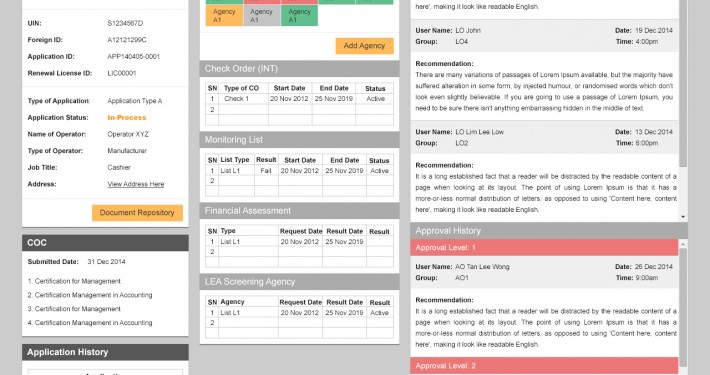 UIN: S1234567D
Foreign ID: A12121299C
Application ID: APP140405-0001
Renewal License ID: LIC00001
Type of Application: Application Type A
Application Status: In-Process
Name of Operator: Operator XYZ
Type of Operator: Manufacturer
Job Title: Cashier
Address: View Address Here
Document Repository
COC
Submitted Date: 31 Dec 2014
1. Certification for Management
2. Certification Management in Accounting
3. Certification for Management
4. Certification Management in Accounting
Application History
Agency A1 Agency A1 Agency A1
Add Agency
Check Order (INT)
SN Type of CO Start Date End Date Status
1 Check 1 20 Nov 2012 25 Nov 2019 Active
2
Monitoring List
SN List Type Result Start Date End Date Status
1 List L1 Fail 20 Nov 2012 25 Nov 2019 Active
2
Financial Assessment
SN Type Request Date Result Date Result
1 List L1 20 Nov 2012 25 Nov 2019
2
LEA Screening Agency
SN Agency Request Date Result Date Result
1 List L1 20 Nov 2012 25 Nov 2019
2
here', making it look like readable English.
User Name: LO John Date: 19 Dec 2014
Group: LO4 Time: 4:00pm
Recommendation:
There are many variations of passages of Lorem Ipsum available, but the majority have
suffered alteration in some form, by injected humour, or randomised words which don't
look even slightly believable. If you are going to use a passage of Lorem Ipsum, you
need to be sure there isn't anything embarrassing hidden in the middle of text.
User Name: LO Lim Lee Low Date: 13 Dec 2014
Group: LO2 Time: 6:00pm
Recommendation:
It is a long established fact that a reader will be distracted by the readable content of a
page when looking at its layout. The point of using Lorem Ipsum is that it has a
more-or-less normal distribution of letters, as opposed to using 'Content here, content
here', making it look like readable English.
Approval History
Approval Level: 1
User Name: AO Tan Lee Wong Date: 26 Dec 2014
Group: AO1 Time: 9:00am
Recommendation:
It is a long established fact that a reader will be distracted by the readable content of a
page when looking at its layout. The point of using Lorem Ipsum is that it has a
more-or-less normal distribution of letters, as opposed to using 'Content here, content
here', making it look like readable English.
Approval Level: 2